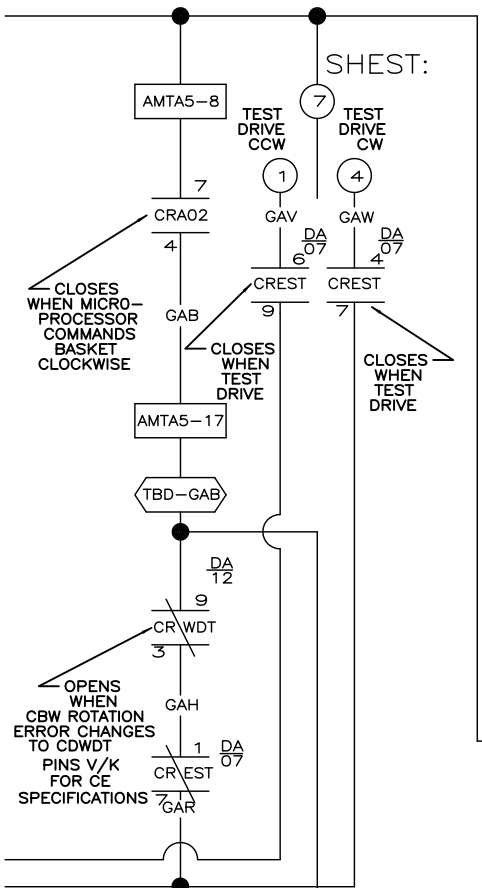 SHEST:
AMTA5-8
7
TEST
DRIVE
CCW
TEST
DRIVE
CW
1
4
7
CRA02
4
GAV
GAW
DA
07
DA
07
6
CREST
9
4
CREST
7
CLOSES
WHEN MICRO-
PROCESSOR
COMMANDS
BASKET
CLOCKWISE
GAB
CLOSES
WHEN
TEST
DRIVE
CLOSES
WHEN
TEST
DRIVE
AMTA5-17
TBD-GAB
DA
12
9
CR WDT
3
OPENS
WHEN
CBW ROTATION
ERROR CHANGES
TO CDWDT
PINS V/K
FOR CE
SPECIFICATIONS
GAH
1
DA
07
CREST
7
GAR